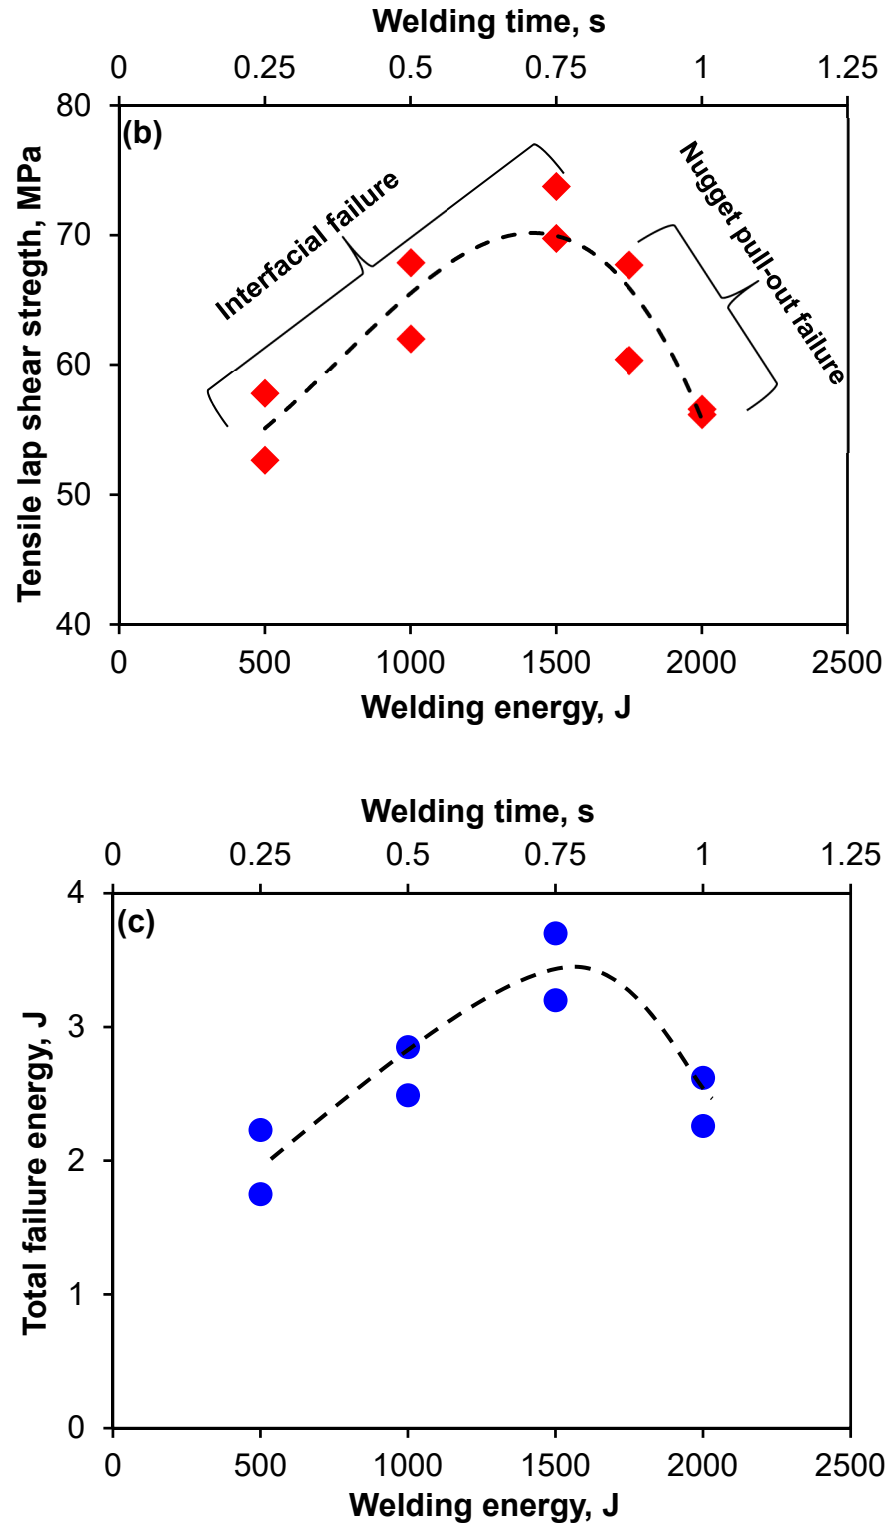 Welding time, s
0 0.25 0.5 0.75 1 1.25
(b)
80
70
60
50
40
Tensile lap shear stregth, MPa
Interfacial failure
Nugget pull-out failure
0 500 1000 1500 2000 2500
Welding energy, J
Welding time, s
0 0.25 0.5 0.75 1 1.25
(c)
4
3
2
1
0
Total failure energy, J
0 500 1000 1500 2000 2500
Welding energy, J